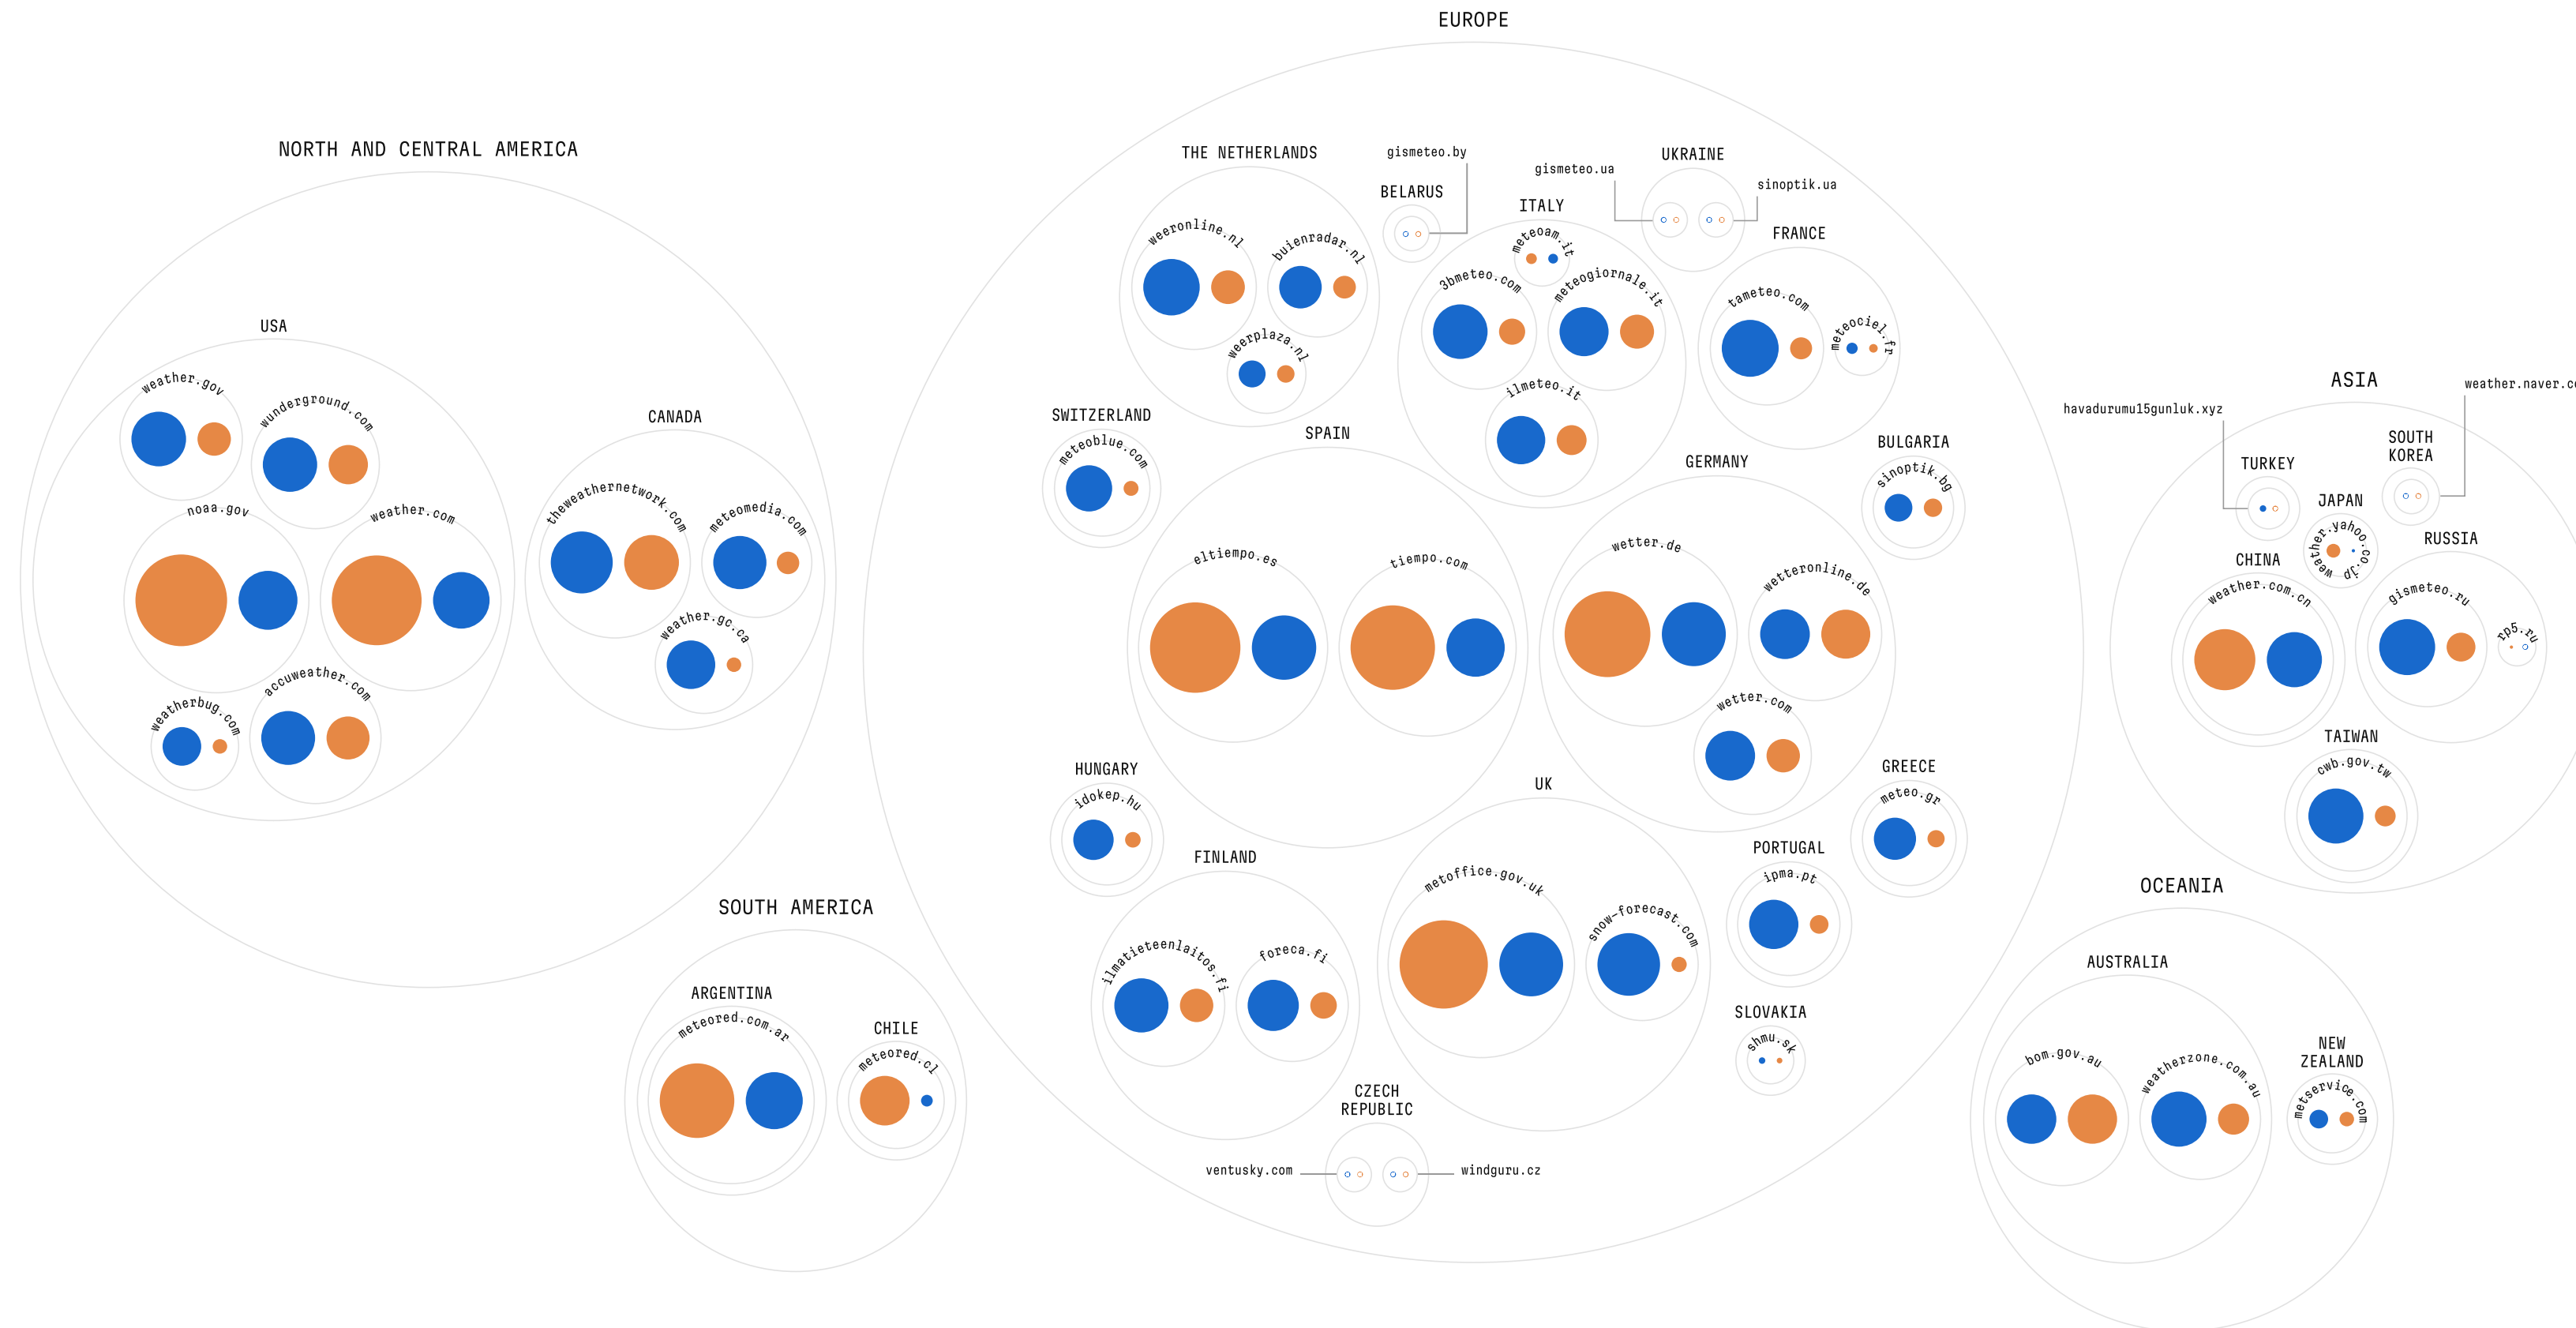 EUROPE
NORTH AND CENTRAL AMERICA
USA
weather.gov
wunderground.com
noaa.gov
weather.com
weatherbug.com
accuweather.com
CANADA
theweathernetwork.com
meteomedia.com
weather.gc.ca
SOUTH AMERICA
ARGENTINA
meteored.com.ar
CHILE
meteored.cl
THE NETHERLANDS
weeronline.nl
buienradar.nl
weerplaza.nl
BELARUS
gismeteo.by
ITALY
meteoam.it
3bmeteo.com
meteogiornale.it
ilmeteo.it
UKRAINE
gismeteo.ua
sinoptik.ua
FRANCE
tameteo.com
meteociel.fr
SWITZERLAND
meteoblue.com
SPAIN
eltiempo.es
tiempo.com
GERMANY
wetter.de
wetteronline.de
wetter.com
BULGARIA
sinoptik.bg
HUNGARY
idokep.hu
FINLAND
ilmatieteenlaitos.fi
foreca.fi
UK
metoffice.gov.uk
snow-forecast.com
GREECE
meteo.gr
PORTUGAL
ipma.pt
SLOVAKIA
shmu.sk
CZECH
REPUBLIC
ventusky.com
windguru.cz
ASIA
havadurumu15gunluk.xyz
TURKEY
SOUTH
KOREA
weather.naver.co
JAPAN
weather.yahoo.co.jp
CHINA
weather.com.cn
RUSSIA
gismeteo.ru
rp5.ru
TAIWAN
cwb.gov.tw
OCEANIA
AUSTRALIA
bom.gov.au
weatherzone.com.au
NEW
ZEALAND
metservice.com